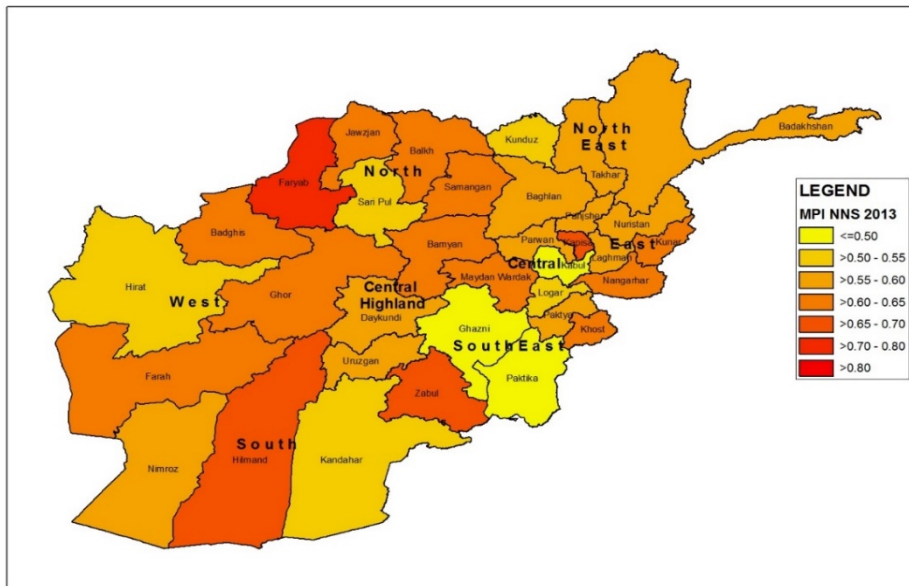 Badakhshan
North
East
Kunduz
Jawzjan
Balkh
Takhar
North
Faryab
Samangan
Sari Pul
Baghlan
Panjshe
Nuristan
Badghis
Bamyan
Parwan
Kapisa
East
Kunar
Laghman
Central
Kabul
Maydan Wardak
Nangarhar
Hirat
West
Ghor
Central
Highland
Daykundi
Logar
Paktya
Ghazni
Khost
SouthEast
Uruzgan
Farah
Paktika
Zabul
South
Hilmand
Kandahar
Nimroz
LEGEND
MPI NNS 2013
<=0.50
>0.50 - 0.55
>0.55 - 0.60
>0.60 - 0.65
>0.65 - 0.70
>0.70 - 0.80
>0.80